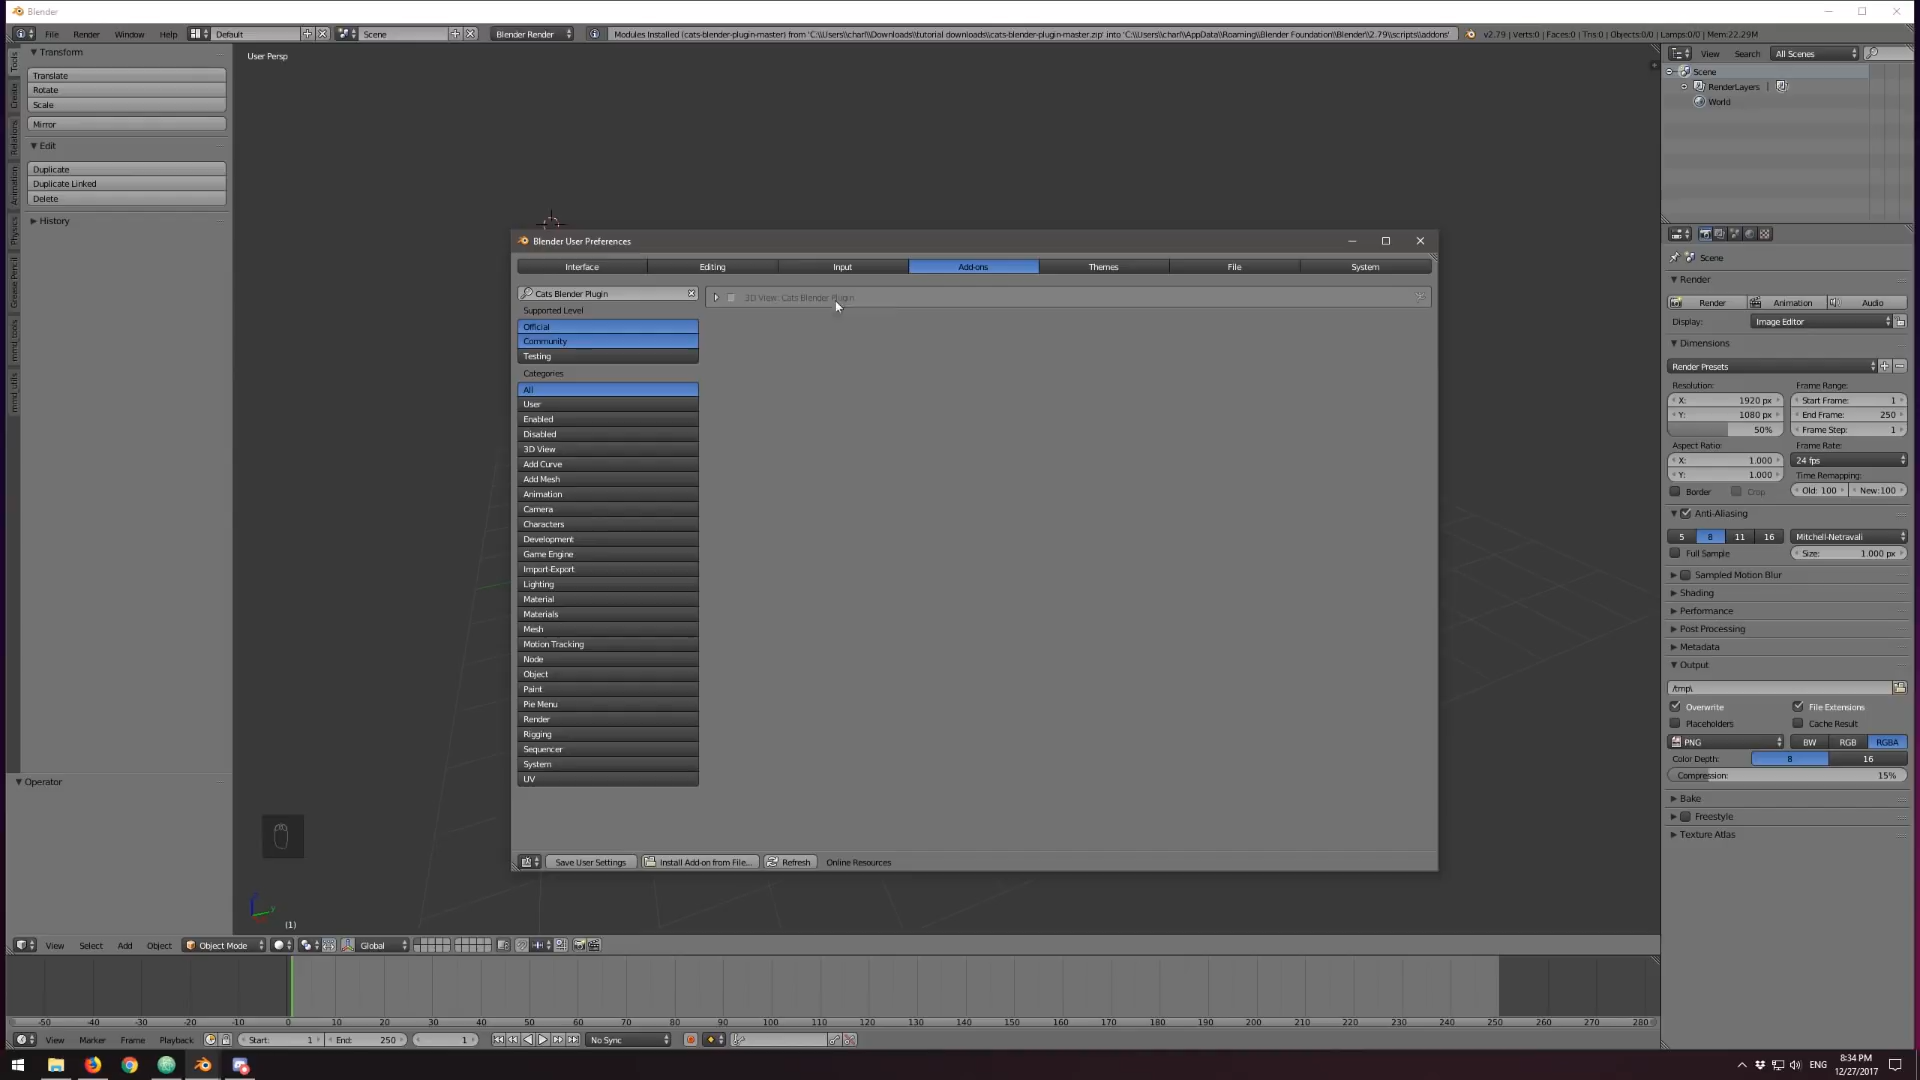 Blender
File Render Window Help Default Scene Blender Render Modules Installed (cats-blender-plugin-master) from 'C:\\Users\\charl\\Downloads\\tutorial downloads\\cats-blender-plugin-master.zip' into 'C:\\Users\\charl\\AppData\\Roaming\\Blender Foundation\\Blender\\2.79\\scripts\\addons' v2.79 | Verts:0 | Faces:0 | Tris:0 | Objects:0/0 | Lamps:0/0 | Mem:22.29M
Tools
Create
Relations
Animation
Physics
Grease Pencil
mmd_tools
mmd_utils
Transform
Translate
Rotate
Scale
Mirror
Edit
Duplicate
Duplicate Linked
Delete
History
Operator
User Persp
Blender User Preferences
Interface Editing Input Add-ons Themes File System
Cats Blender Plugin
3D View: Cats Blender Plugin
Supported Level
Official
Community
Testing
Categories
All
User
Enabled
Disabled
3D View
Add Curve
Add Mesh
Animation
Camera
Characters
Development
Game Engine
Import-Export
Lighting
Material
Materials
Mesh
Motion Tracking
Node
Object
Paint
Pie Menu
Render
Rigging
Sequencer
System
UV
Save User Settings Install Add-on from File... Refresh Online Resources
(1)
View Select Add Object Object Mode Global
-50 -40 -30 -20 -10 0 10 20 30 40 50 60 70 80 90 100 110 120 130 140 150 160 170 180 190 200 210 220 230 240 250 260 270 280
View Marker Frame Playback Start: 1 End: 250 1 No Sync
View Search All Scenes
Scene
RenderLayers |
World
Scene
Render
Render Animation Audio
Display: Image Editor
Dimensions
Render Presets
Resolution: Frame Range:
X: 1920 px Start Frame: 1
Y: 1080 px End Frame: 250
50% Frame Step: 1
Aspect Ratio: Frame Rate:
X: 1.000 24 fps
Y: 1.000 Time Remapping:
Border Crop Old: 100 New:100
Anti-Aliasing
5 8 11 16 Mitchell-Netravali
Full Sample Size: 1.000 px
Sampled Motion Blur
Shading
Performance
Post Processing
Metadata
Output
/tmp\
Overwrite File Extensions
Placeholders Cache Result
PNG BW RGB RGBA
Color Depth: 8 16
Compression: 15%
Bake
Freestyle
Texture Atlas
ENG 8:34 PM
12/27/2017